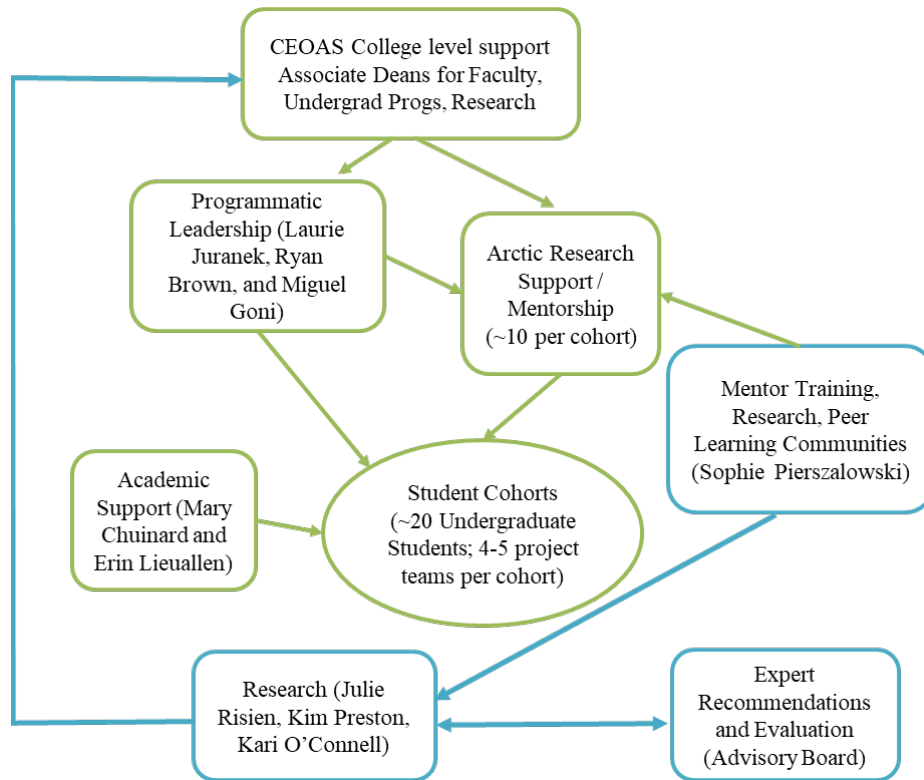 CEOAS College level support
Associate Deans for Faculty,
Undergrad Progs, Research
Programmatic
Leadership (Laurie
Juranek, Ryan
Brown, and Miguel
Goni)
Arctic Research
Support /
Mentorship
(~10 per cohort)
Mentor Training,
Research, Peer
Learning Communities
(Sophie Pierszalowski)
Academic
Support (Mary
Chuinard and
Erin Lieuallen)
Student Cohorts
(~20 Undergraduate
Students; 4-5 project
teams per cohort)
Research (Julie
Risien, Kim Preston,
Kari O’Connell)
Expert
Recommendations
and Evaluation
(Advisory Board)